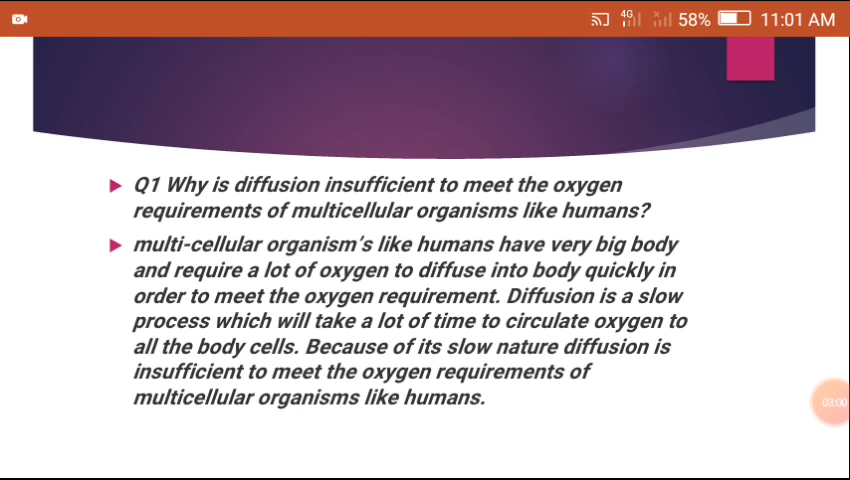 4G 58% 11:01 AM
Q1 Why is diffusion insufficient to meet the oxygen
requirements of multicellular organisms like humans?
multi-cellular organism's like humans have very big body
and require a lot of oxygen to diffuse into body quickly in
order to meet the oxygen requirement. Diffusion is a slow
process which will take a lot of time to circulate oxygen to
all the body cells. Because of its slow nature diffusion is
insufficient to meet the oxygen requirements of
multicellular organisms like humans.
03:00